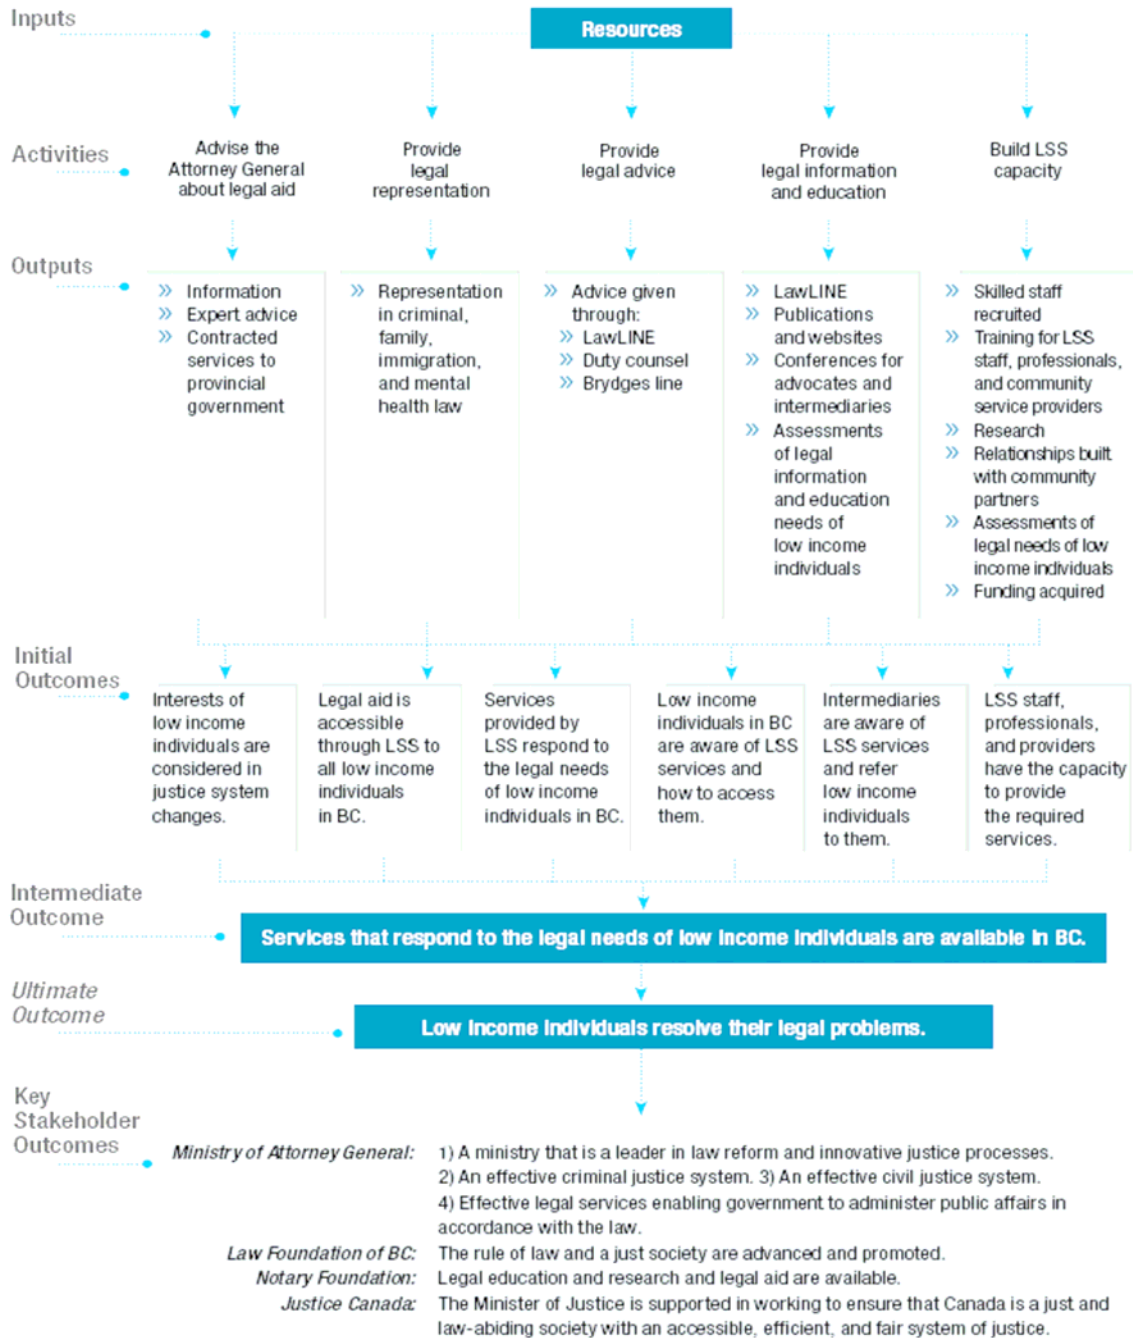 Inputs
Resources
Activities
Advise the
Attorney General
about legal aid
Provide
legal
representation
Provide
legal advice
Provide
legal information
and education
Build LSS
capacity
Outputs
» Information
» Expert advice
» Contracted
services to
provincial
government
» Representation
in criminal,
family,
immigration,
and mental
health law
» Advice given
through:
» LawLINE
» Duty counsel
» Brydges line
» LawLINE
» Publications
and websites
» Conferences for
advocates and
intermediaries
» Assessments
of legal
information
and education
needs of
low income
individuals
» Skilled staff
recruited
» Training for LSS
staff, professionals,
and community
service providers
» Research
» Relationships built
with community
partners
» Assessments of
legal needs of low
income individuals
» Funding acquired
Initial
Outcomes
Interests of
low income
individuals are
considered in
justice system
changes.
Legal aid is
accessible
through LSS to
all low income
individuals
in BC.
Services
provided by
LSS respond to
the legal needs
of low income
individuals in BC.
Low income
individuals in BC
are aware of LSS
services and
how to access
them.
Intermediaries
are aware of
LSS services
and refer
low income
individuals
to them.
LSS staff,
professionals,
and providers
have the capacity
to provide
the required
services.
Intermediate
Outcome
Services that respond to the legal needs of low income individuals are available in BC.
Ultimate
Outcome
Low income individuals resolve their legal problems.
Key
Stakeholder
Outcomes
Ministry of Attorney General: 1) A ministry that is a leader in law reform and innovative justice processes.
2) An effective criminal justice system. 3) An effective civil justice system.
4) Effective legal services enabling government to administer public affairs in
accordance with the law.
Law Foundation of BC: The rule of law and a just society are advanced and promoted.
Notary Foundation: Legal education and research and legal aid are available.
Justice Canada: The Minister of Justice is supported in working to ensure that Canada is a just and
law-abiding society with an accessible, efficient, and fair system of justice.